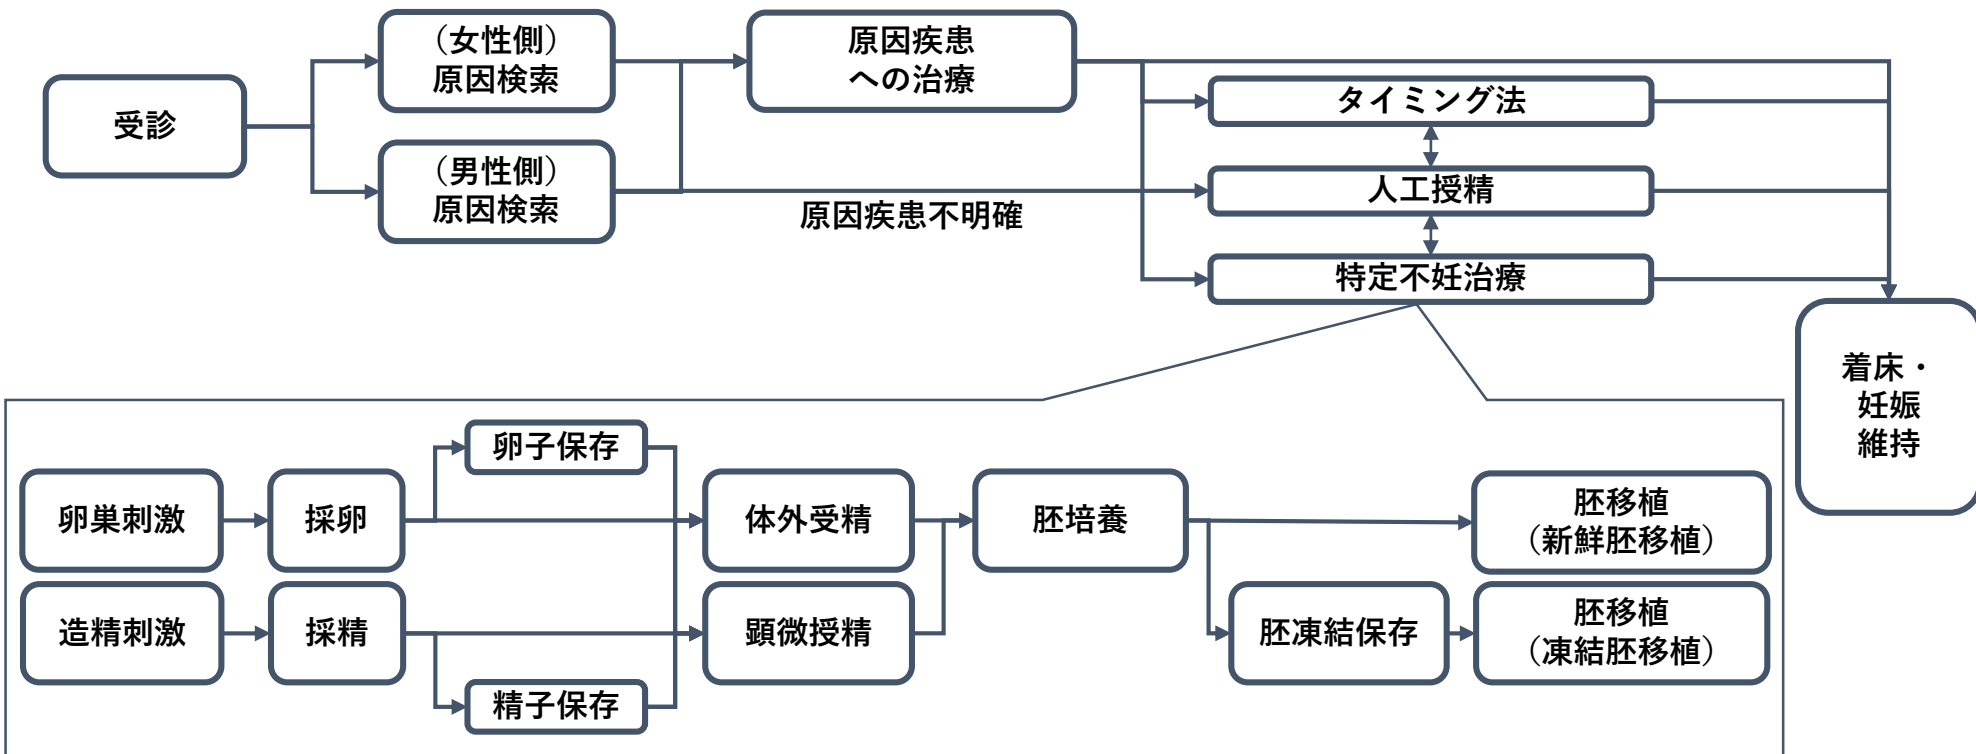 受診
（女性側）
原因検索
（男性側）
原因検索
原因疾患
への治療
原因疾患不明確
タイミング法
人工授精
特定不妊治療
着床・
妊娠
維持
卵巣刺激
採卵
卵子保存
造精刺激
採精
精子保存
体外受精
顕微授精
胚培養
胚移植
（新鮮胚移植）
胚凍結保存
胚移植
（凍結胚移植）